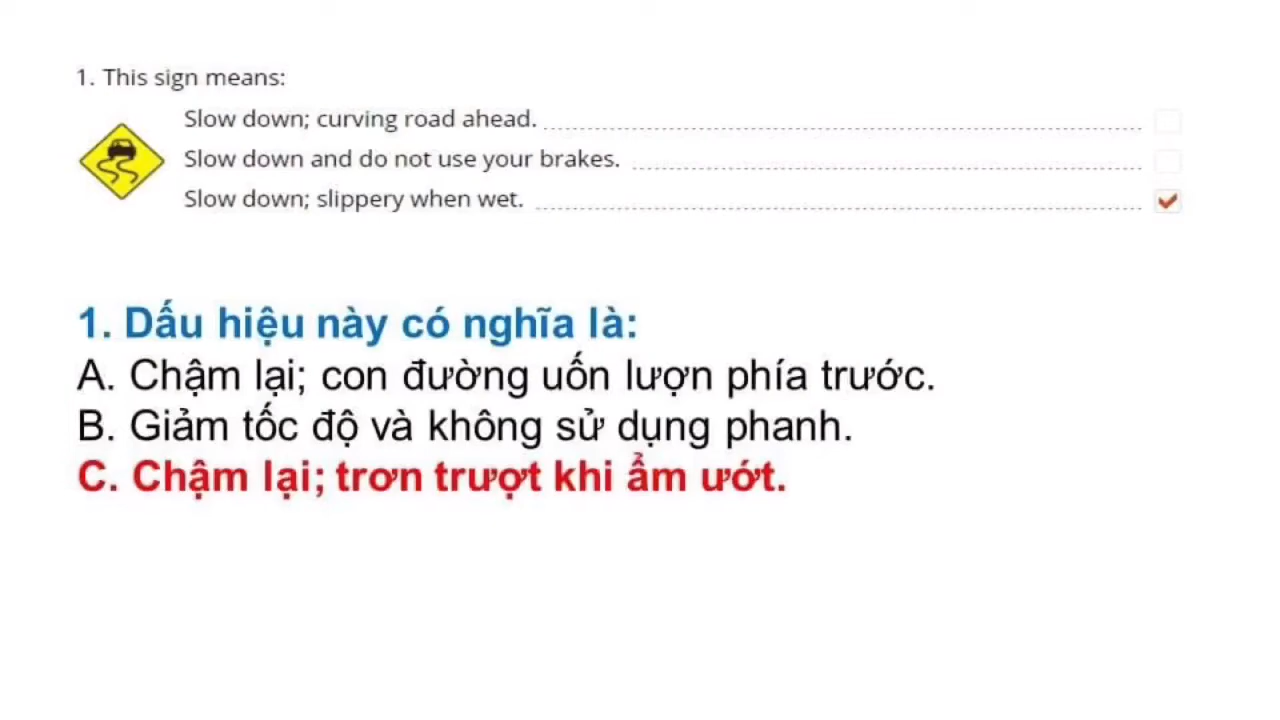 1. This sign means:
Slow down; curving road ahead.
Slow down and do not use your brakes.
Slow down; slippery when wet.
1. Dấu hiệu này có nghĩa là:
A. Chậm lại; con đường uốn lượn phía trước.
B. Giảm tốc độ và không sử dụng phanh.
C. Chậm lại; trơn trượt khi ẩm ướt.